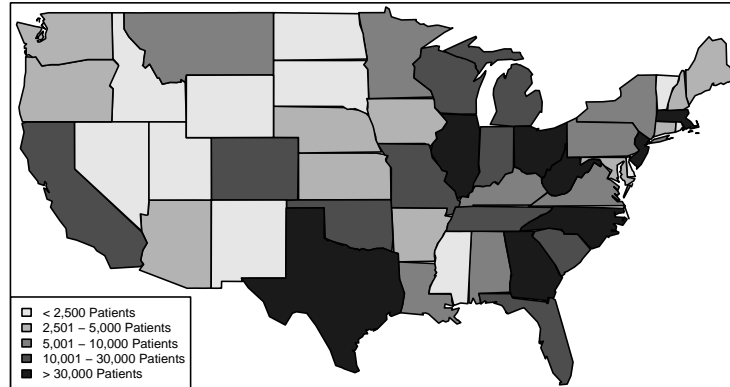 < 2,500 Patients
2,501 − 5,000 Patients
5,001 − 10,000 Patients
10,001 − 30,000 Patients
> 30,000 Patients